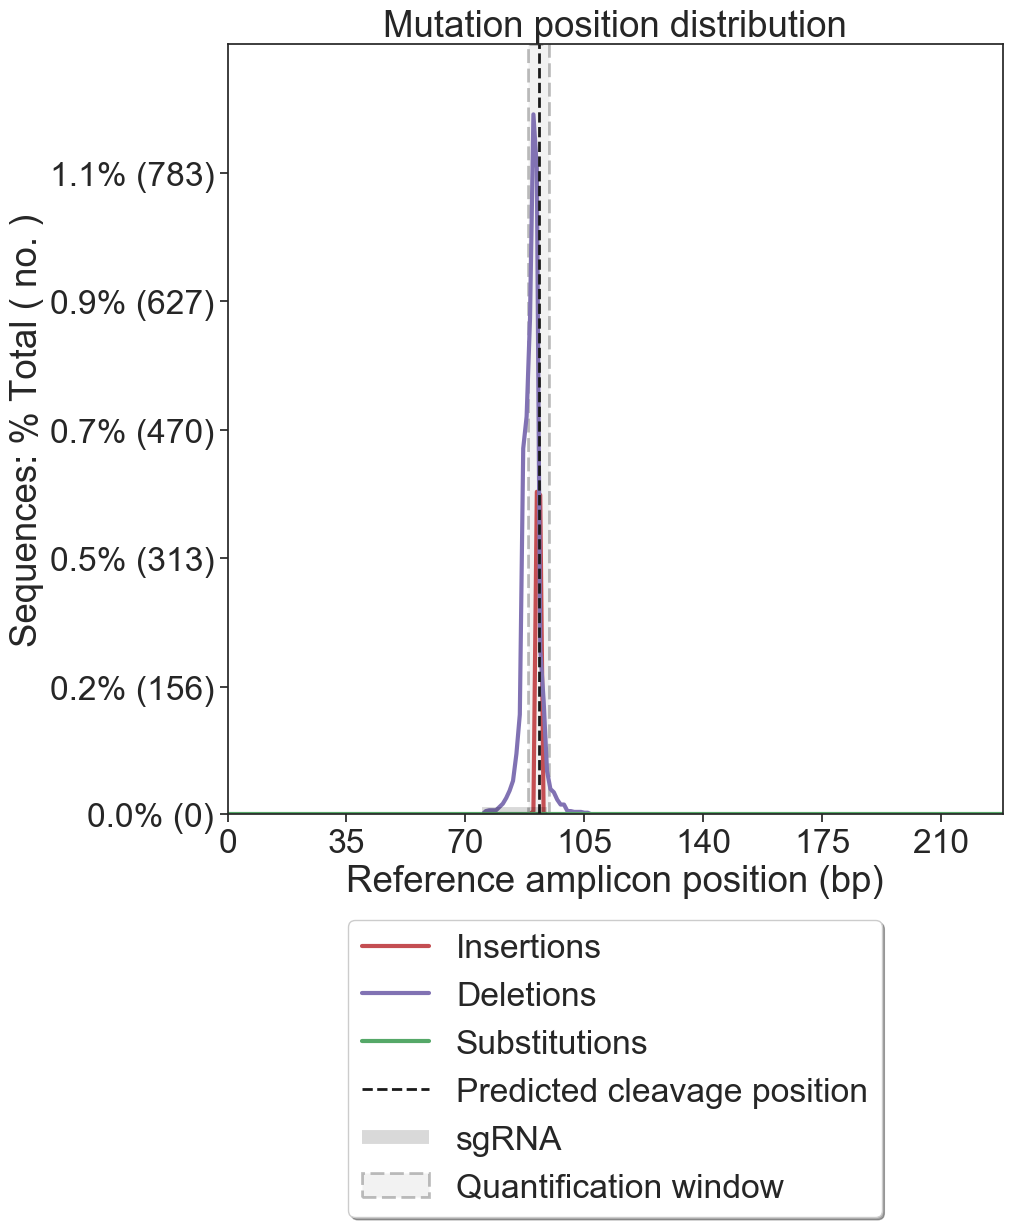 Mutation position distribution
Sequences: % Total ( no. )
1.1% (783)
0.9% (627)
0.7% (470)
0.5% (313)
0.2% (156)
0.0% (0)
0 35 70 105 140 175 210
Reference amplicon position (bp)
Insertions
Deletions
Substitutions
Predicted cleavage position
sgRNA
Quantification window